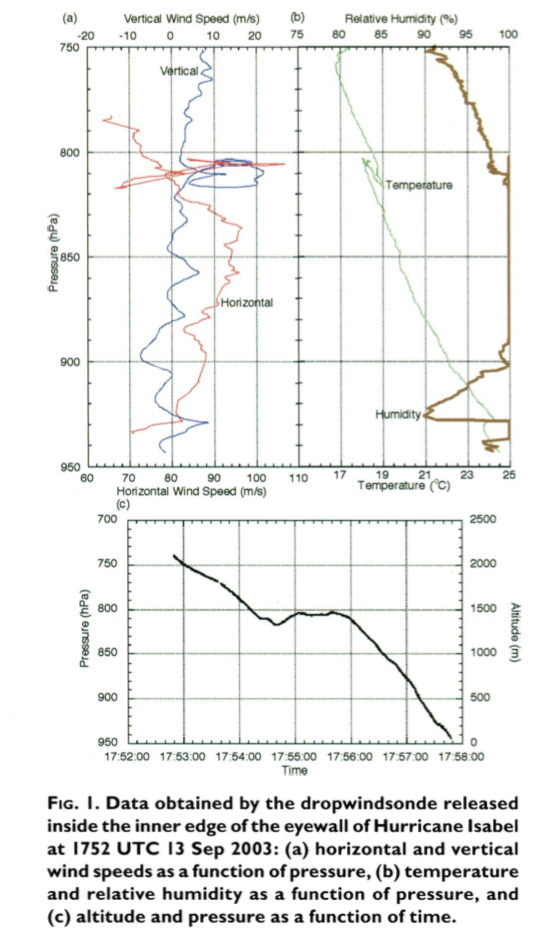 (a) Vertical Wind Speed (m/s) (b) Relative Humidity (%)
-20 -10 0 10 20 75 80 85 90 95 100
750
Vertical
800
Temperature
850
Pressure (hPa)
Horizontal
900
Humidity
950
60 70 80 90 100 110 17 19 21 23 25
Horizontal Wind Speed (m/s) Temperature (°C)
(c)
700 2500
750 2000
800 1500
Pressure (hPa) Altitude (m)
850 1000
900 500
950 0
17:52:00 17:53:00 17:54:00 17:55:00 17:56:00 17:57:00 17:58:00
Time
FIG. 1. Data obtained by the dropwindsonde released
inside the inner edge of the eyewall of Hurricane Isabel
at 1752 UTC 13 Sep 2003: (a) horizontal and vertical
wind speeds as a function of pressure, (b) temperature
and relative humidity as a function of pressure, and
(c) altitude and pressure as a function of time.